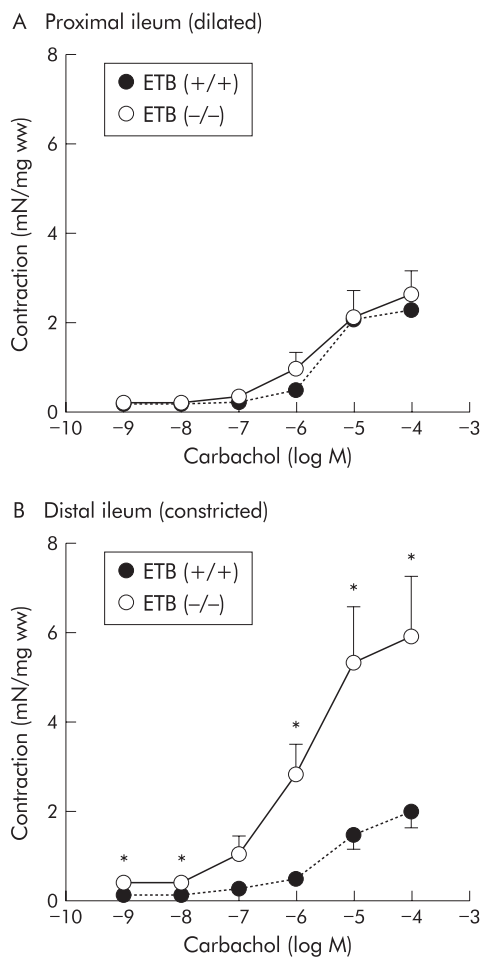 A Proximal ileum (dilated)
8
6
4
2
0
Contraction (mN/mg ww)
ETB (+/+)
ETB (–/–)
–10 –9 –8 –7 –6 –5 –4 –3
Carbachol (log M)
B Distal ileum (constricted)
8
6
4
2
0
Contraction (mN/mg ww)
ETB (+/+)
ETB (–/–)
* * * * *
–10 –9 –8 –7 –6 –5 –4 –3
Carbachol (log M)